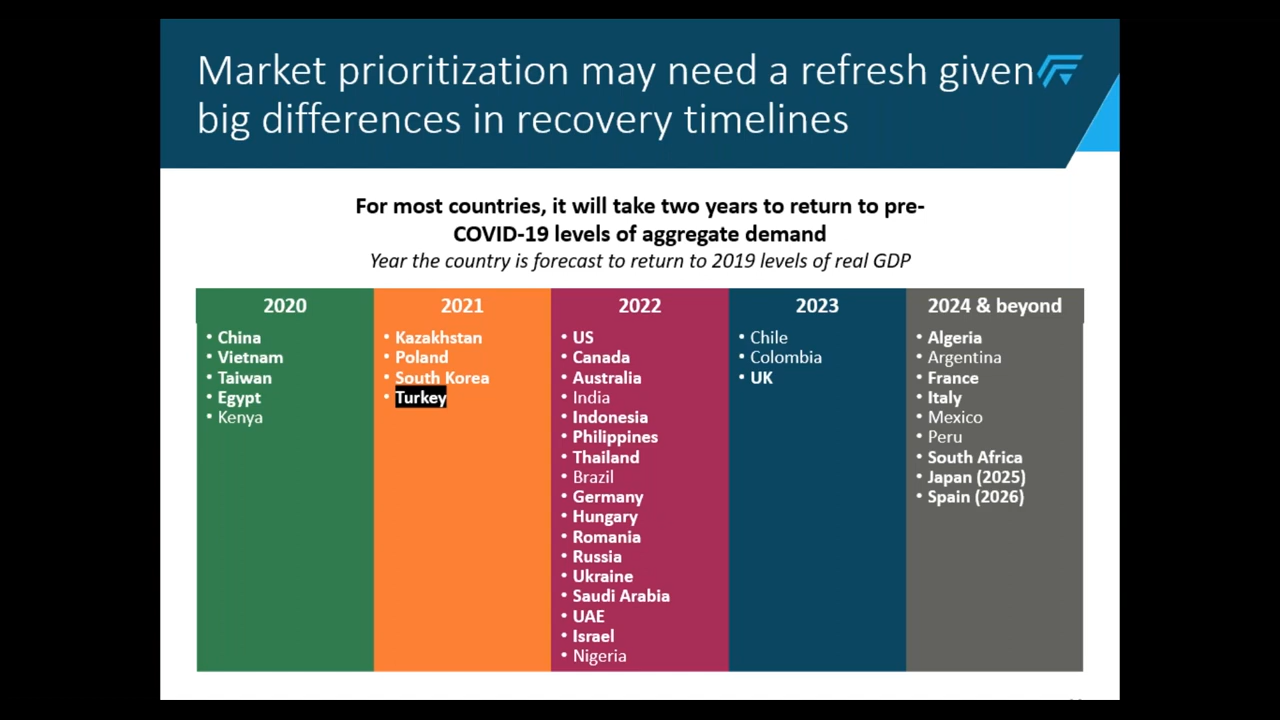 Market prioritization may need a refresh given
big differences in recovery timelines
For most countries, it will take two years to return to pre-
COVID-19 levels of aggregate demand
Year the country is forecast to return to 2019 levels of real GDP
2020
• China
• Vietnam
• Taiwan
• Egypt
• Kenya
2021
• Kazakhstan
• Poland
• South Korea
• Turkey
2022
• US
• Canada
• Australia
• India
• Indonesia
• Philippines
• Thailand
• Brazil
• Germany
• Hungary
• Romania
• Russia
• Ukraine
• Saudi Arabia
• UAE
• Israel
• Nigeria
2023
• Chile
• Colombia
• UK
2024 & beyond
• Algeria
• Argentina
• France
• Italy
• Mexico
• Peru
• South Africa
• Japan (2025)
• Spain (2026)